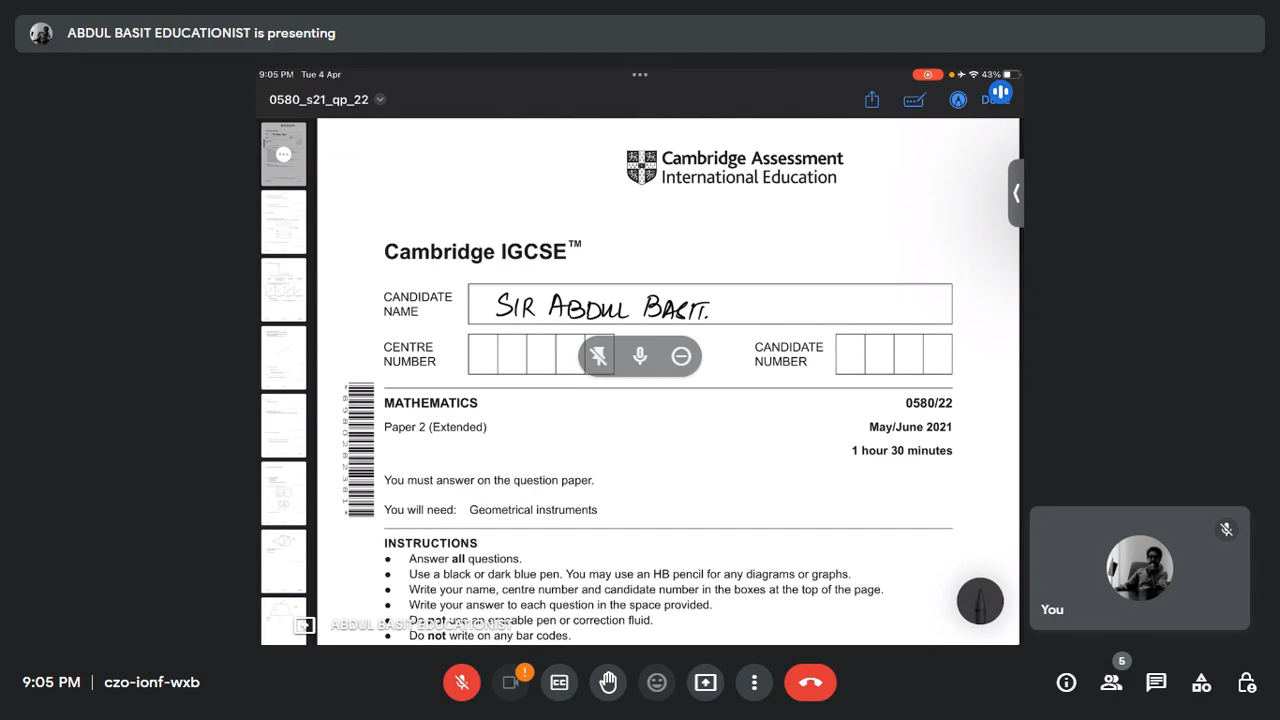 ABDUL BASIT EDUCATIONIST is presenting
9:05 PM Tue 4 Apr
43%
0580_s21_qp_22
Cambridge Assessment
International Education
Cambridge IGCSE™
CANDIDATE
NAME
SIR ABDUL BASIT.
CENTRE
NUMBER
CANDIDATE
NUMBER
MATHEMATICS
0580/22
Paper 2 (Extended)
May/June 2021
1 hour 30 minutes
You must answer on the question paper.
You will need: Geometrical instruments
INSTRUCTIONS
● Answer all questions.
● Use a black or dark blue pen. You may use an HB pencil for any diagrams or graphs.
● Write your name, centre number and candidate number in the boxes at the top of the page.
● Write your answer to each question in the space provided.
● Do not use an erasable pen or correction fluid.
ABDUL BASIT EDUCATIONIST
● Do not write on any bar codes.
You
5
9:05 PM | czo-ionf-wxb